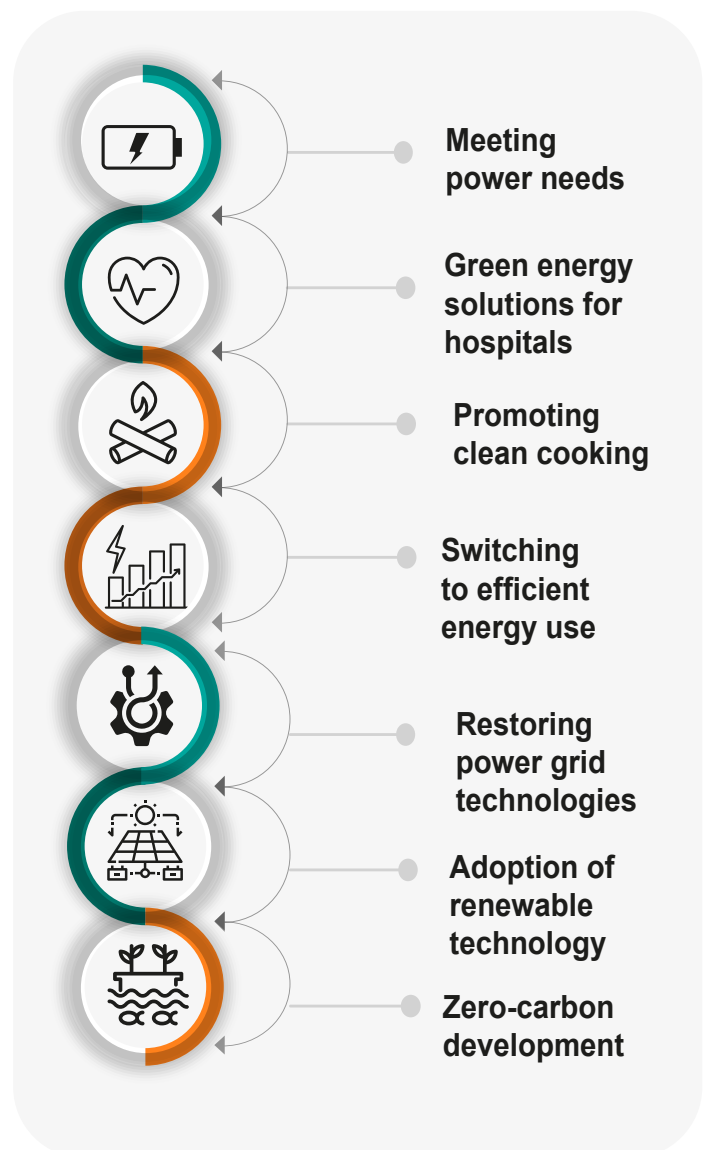 Meeting
power needs
Green energy
solutions for
hospitals
Promoting
clean cooking
Switching
to efficient
energy use
Restoring
power grid
technologies
Adoption of
renewable
technology
Zero-carbon
development